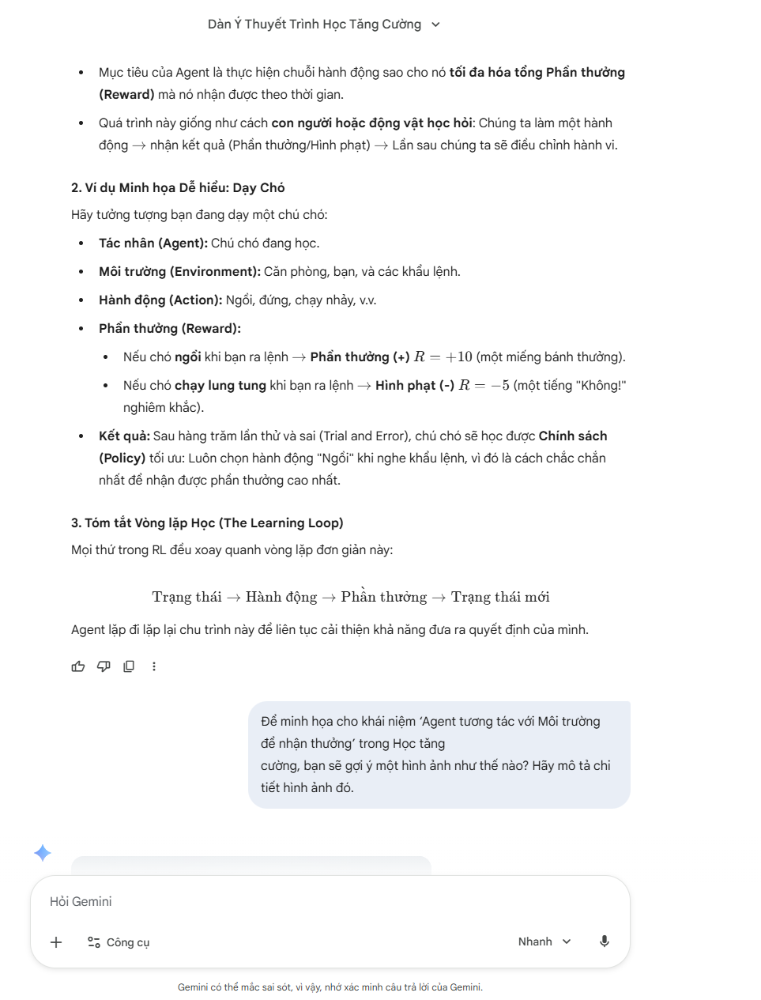 Dàn Ý Thuyết Trình Học Tăng Cường
• Mục tiêu của Agent là thực hiện chuỗi hành động sao cho nó tối đa hóa tổng Phần thưởng
(Reward) mà nó nhận được theo thời gian.
• Quá trình này giống như cách con người hoặc động vật học hỏi: Chúng ta làm một hành
động → nhận kết quả (Phần thưởng/Hình phạt) → Lần sau chúng ta sẽ điều chỉnh hành vi.
2. Ví dụ Minh họa Dễ hiểu: Dạy Chó
Hãy tưởng tượng bạn đang dạy một chú chó:
• Tác nhân (Agent): Chú chó đang học.
• Môi trường (Environment): Căn phòng, bạn, và các khẩu lệnh.
• Hành động (Action): Ngồi, đứng, chạy nhảy, v.v.
• Phần thưởng (Reward):
• Nếu chó ngồi khi bạn ra lệnh → Phần thưởng (+) R = +10 (một miếng bánh thưởng).
• Nếu chó chạy lung tung khi bạn ra lệnh → Hình phạt (-) R = −5 (một tiếng "Không!"
nghiêm khắc).
• Kết quả: Sau hàng trăm lần thử và sai (Trial and Error), chú chó sẽ học được Chính sách
(Policy) tối ưu: Luôn chọn hành động "Ngồi" khi nghe khẩu lệnh, vì đó là cách chắc chắn
nhất để nhận được phần thưởng cao nhất.
3. Tóm tắt Vòng lặp Học (The Learning Loop)
Mọi thứ trong RL đều xoay quanh vòng lặp đơn giản này:
Trạng thái → Hành động → Phần thưởng → Trạng thái mới
Agent lặp đi lặp lại chu trình này để liên tục cải thiện khả năng đưa ra quyết định của mình.
Để minh họa cho khái niệm ‘Agent tương tác với Môi trường
để nhận thưởng’ trong Học tăng
cường, bạn sẽ gợi ý một hình ảnh như thế nào? Hãy mô tả chi
tiết hình ảnh đó.
Hỏi Gemini
Công cụ
Nhanh
Gemini có thể mắc sai sót, vì vậy, nhớ xác minh câu trả lời của Gemini.